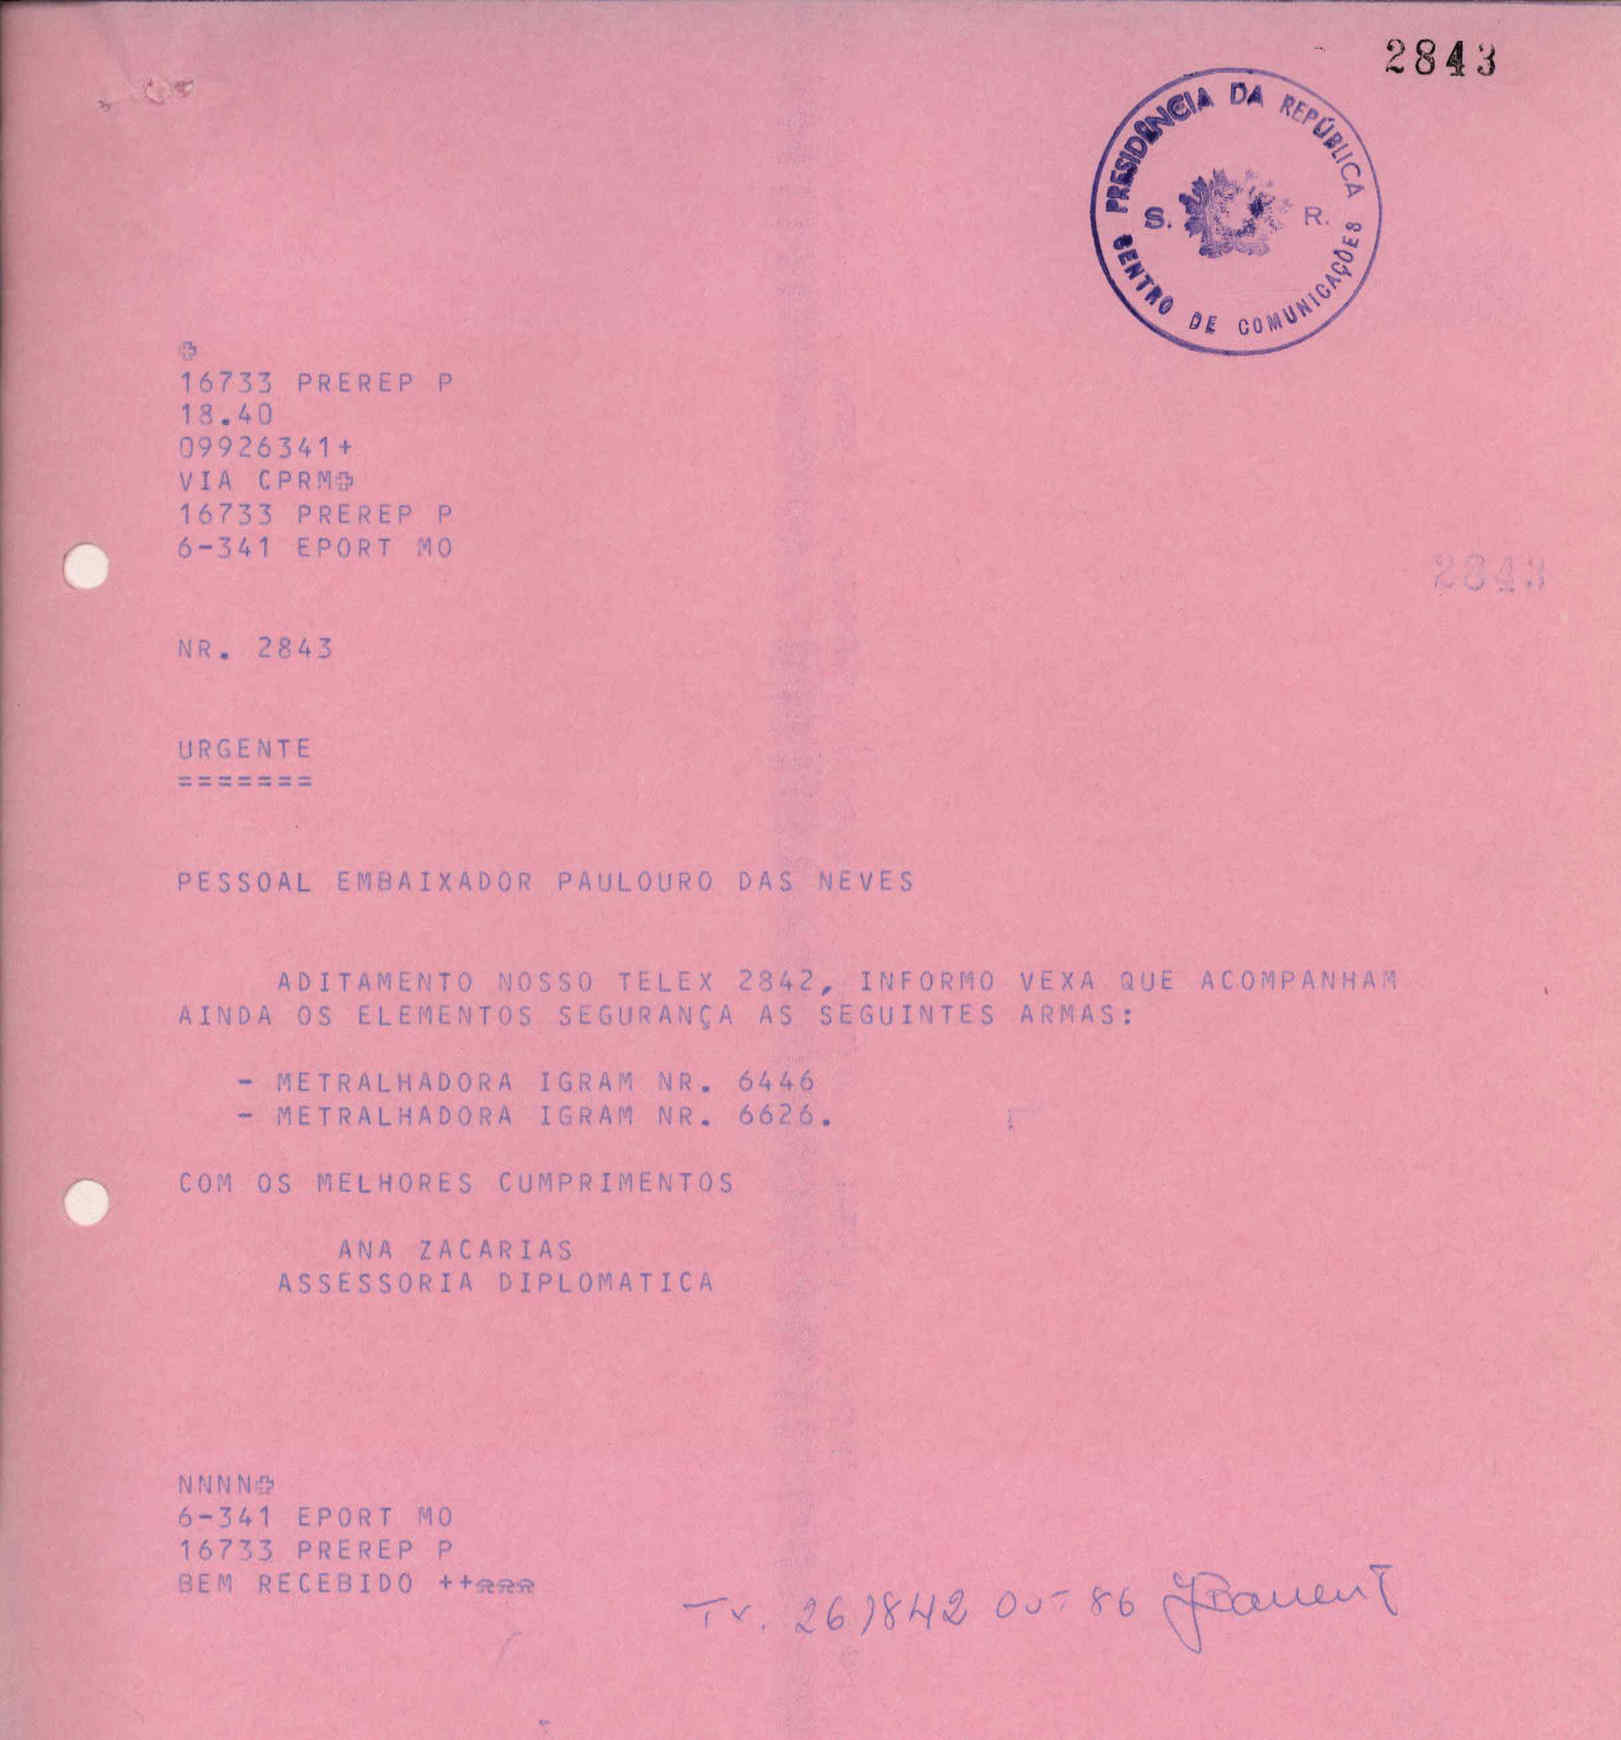 2843
PRESIDÊNCIA DA REPÚBLICA
S. R.
CENTRO DE COMUNICAÇÕES
16733 PREREP P
18.40
09926341+
VIA CPRM
16733 PREREP P
6-341 EPORT MO
2843
NR. 2843
URGENTE
=======
PESSOAL EMBAIXADOR PAULOURO DAS NEVES
ADITAMENTO NOSSO TELEX 2842, INFORMO VEXA QUE ACOMPANHAM
AINDA OS ELEMENTOS SEGURANÇA AS SEGUINTES ARMAS:
- METRALHADORA IGRAM NR. 6446
- METRALHADORA IGRAM NR. 6626.
COM OS MELHORES CUMPRIMENTOS
ANA ZACARIAS
ASSESSORIA DIPLOMATICA
NNNN
6-341 EPORT MO
16733 PREREP P
BEM RECEBIDO ++
Tr. 261842 OUT 86